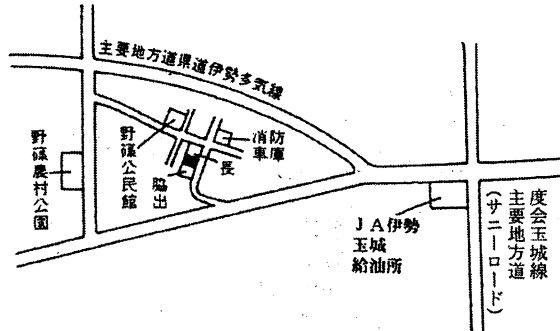 主要地方道県道伊勢多気線
消防
車庫
長
野篠公民館
脇出
野篠農村公園
ＪＡ伊勢
玉城
給油所
度会玉城線
主要地方道
（サニーロード）